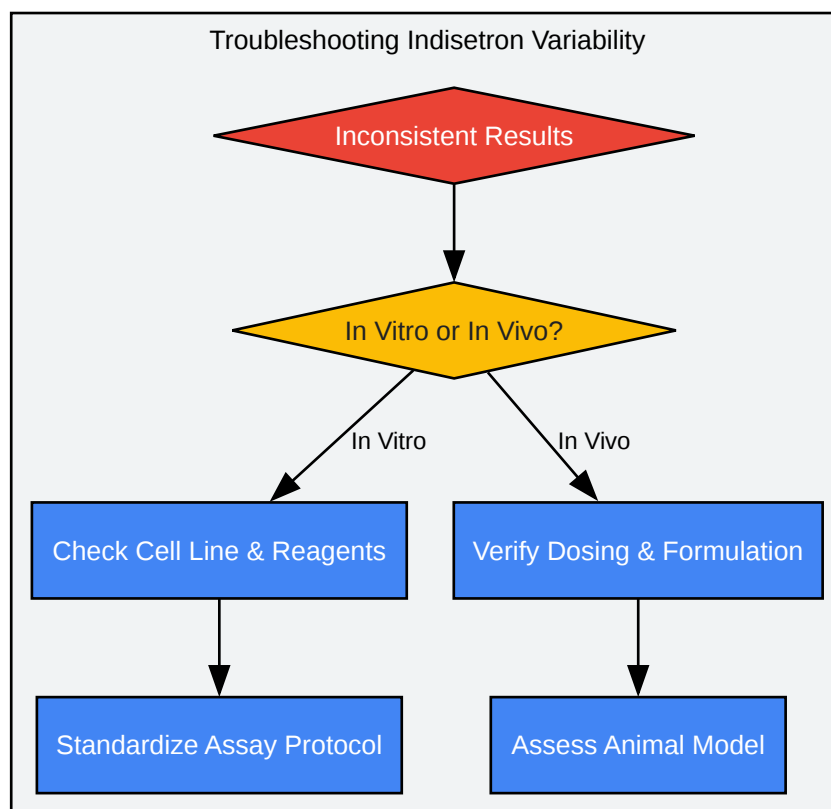 Troubleshooting Indisetron Variability
Inconsistent Results
In Vitro or In Vivo?
In Vitro
In Vivo
Check Cell Line & Reagents
Verify Dosing & Formulation
Standardize Assay Protocol
Assess Animal Model